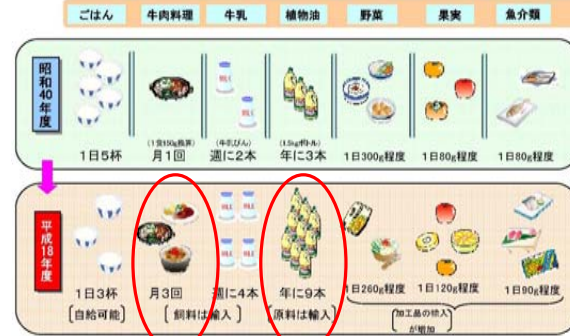 ごはん 牛肉料理 牛乳 植物油 野菜 果実 魚介類
昭和40年度
(1食150g換算) (牛乳びん) (1.5kgボトル)
1日5杯 月1回 週に2本 年に3本 1日300g程度 1日80g程度 1日80g程度
平成18年度
1日3杯 月3回 週に4本 年に9本 1日260g程度 1日120g程度 1日90g程度
[自給可能] [飼料は輸入] [原料は輸入] [加工品の輸入が増加]